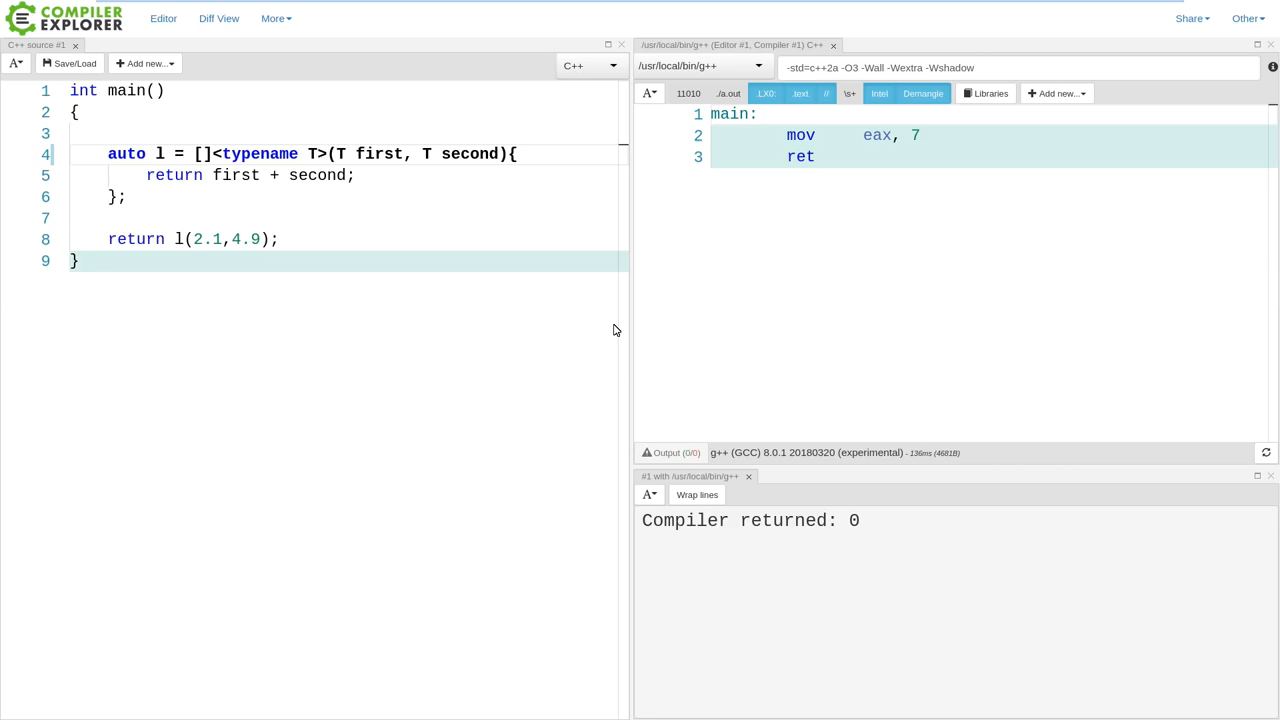 COMPILER
EXPLORER
Editor
Diff View
More
Share
Other
C++ source #1
A
Save/Load
Add new...
C++
1 int main()
2 {
3
4 auto l = []<typename T>(T first, T second){
5 return first + second;
6 };
7
8 return l(2.1,4.9);
9 }
/usr/local/bin/g++ (Editor #1, Compiler #1) C++
/usr/local/bin/g++
-std=c++2a -O3 -Wall -Wextra -Wshadow
A
11010
./a.out
.LX0:
.text
//
\s+
Intel
Demangle
Libraries
Add new...
1 main:
2 mov eax, 7
3 ret
Output (0/0) g++ (GCC) 8.0.1 20180320 (experimental) - 136ms (4681B)
#1 with /usr/local/bin/g++
A
Wrap lines
Compiler returned: 0